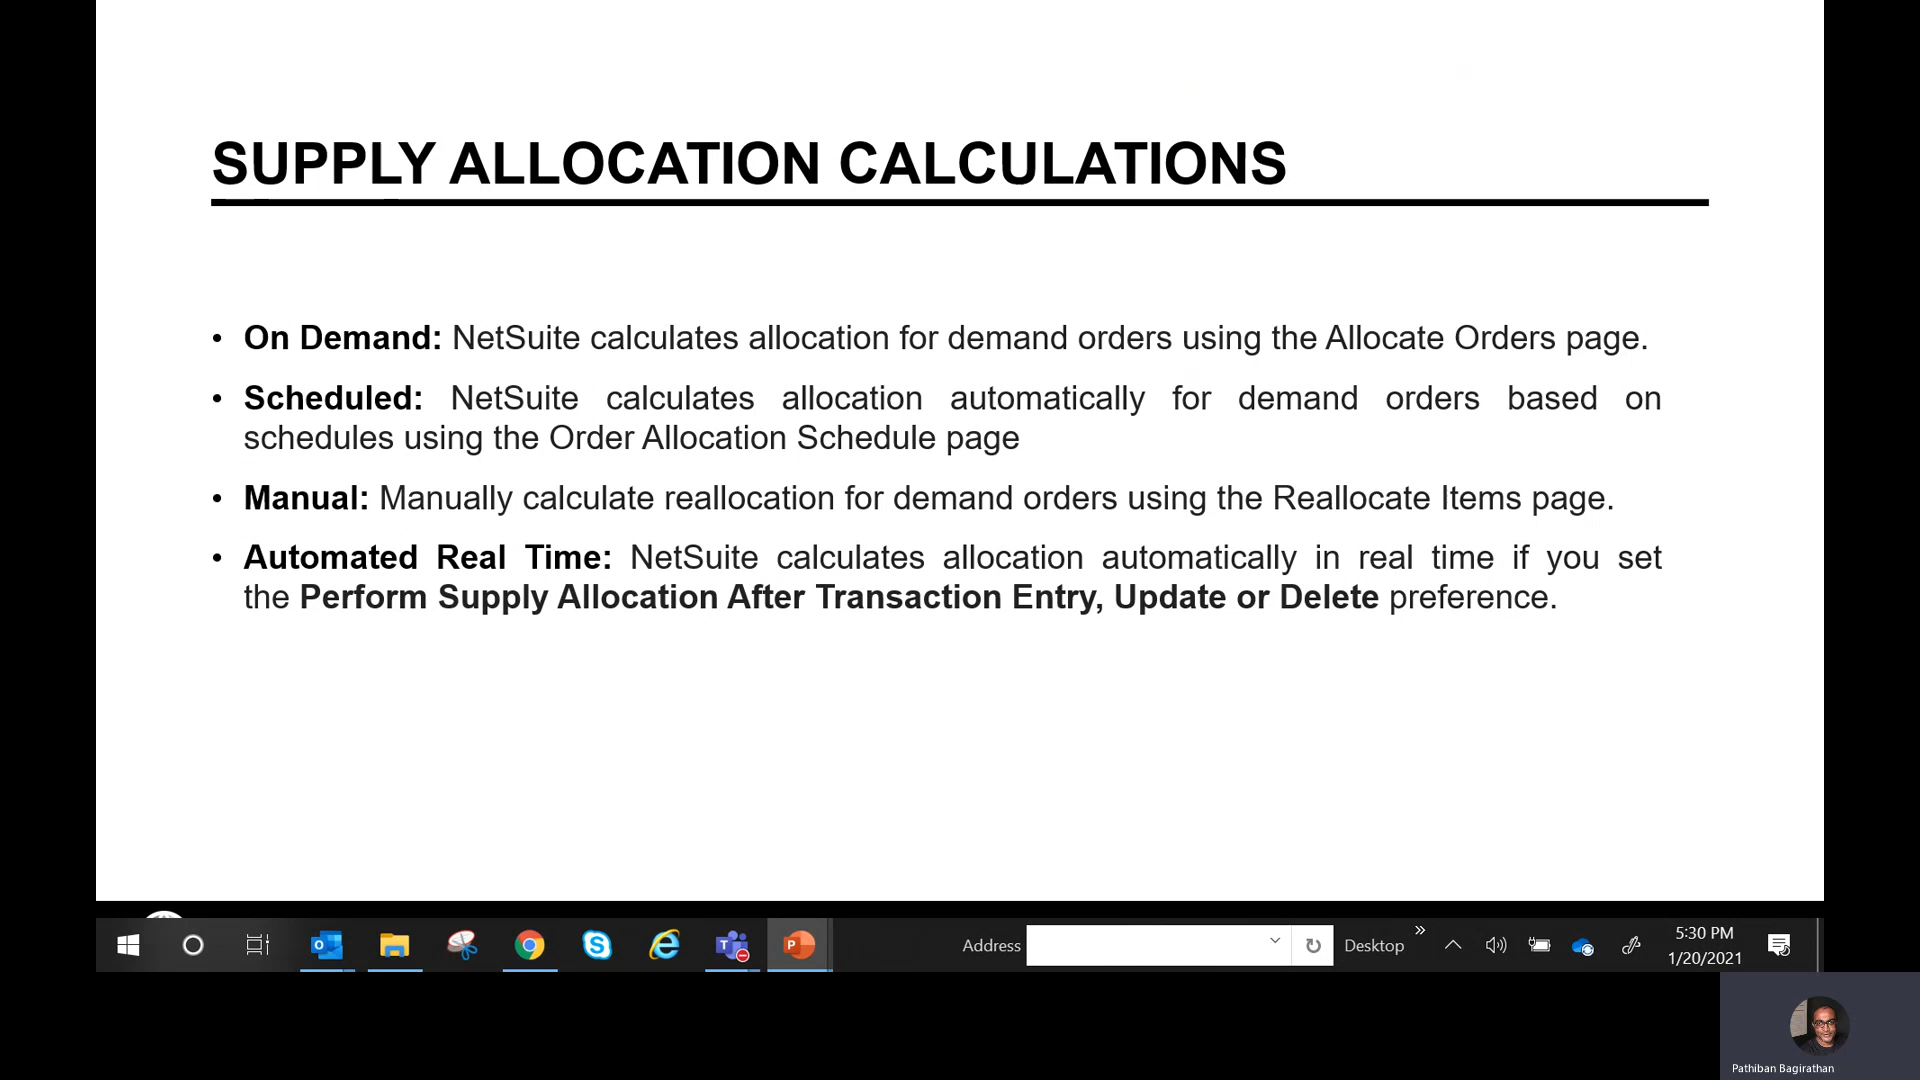 SUPPLY ALLOCATION CALCULATIONS
• On Demand: NetSuite calculates allocation for demand orders using the Allocate Orders page.
• Scheduled: NetSuite calculates allocation automatically for demand orders based on
schedules using the Order Allocation Schedule page
• Manual: Manually calculate reallocation for demand orders using the Reallocate Items page.
• Automated Real Time: NetSuite calculates allocation automatically in real time if you set
the Perform Supply Allocation After Transaction Entry, Update or Delete preference.
Address
Desktop
5:30 PM
1/20/2021
Pathiban Bagirathan